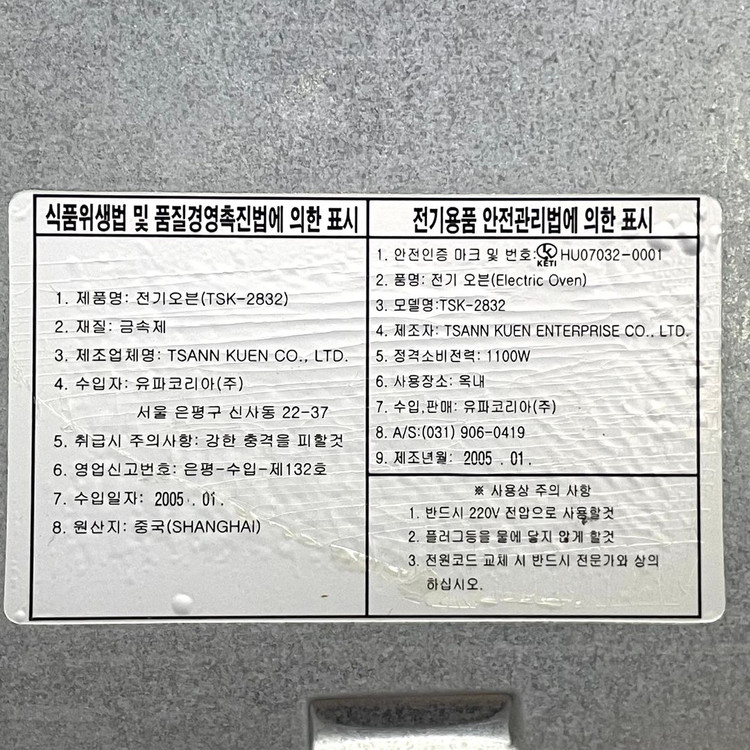 식품위생법 및 품질경영촉진법에 의한 표시
1. 제품명: 전기오븐(TSK-2832)
2. 재질: 금속제
3. 제조업체명: TSANN KUEN CO., LTD.
4. 수입자: 유파코리아(주)
서울 은평구 신사동 22-37
5. 취급시 주의사항: 강한 충격을 피할것
6. 영업신고번호: 은평-수입-제132호
7. 수입일자: 2005. 01.
8. 원산지: 중국(SHANGHAI)
전기용품 안전관리법에 의한 표시
1. 안전인증 마크 및 번호: K KETI HU07032-0001
2. 품명: 전기 오븐(Electric Oven)
3. 모델명:TSK-2832
4. 제조자: TSANN KUEN ENTERPRISE CO., LTD.
5. 정격소비전력: 1100W
6. 사용장소: 옥내
7. 수입,판매: 유파코리아(주)
8. A/S:(031) 906-0419
9. 제조년월: 2005. 01.
※ 사용상 주의 사항
1. 반드시 220V 전압으로 사용할것
2. 플러그등을 물에 닿지 않게 할것
3. 전원코드 교체 시 반드시 전문가와 상의
하십시오.